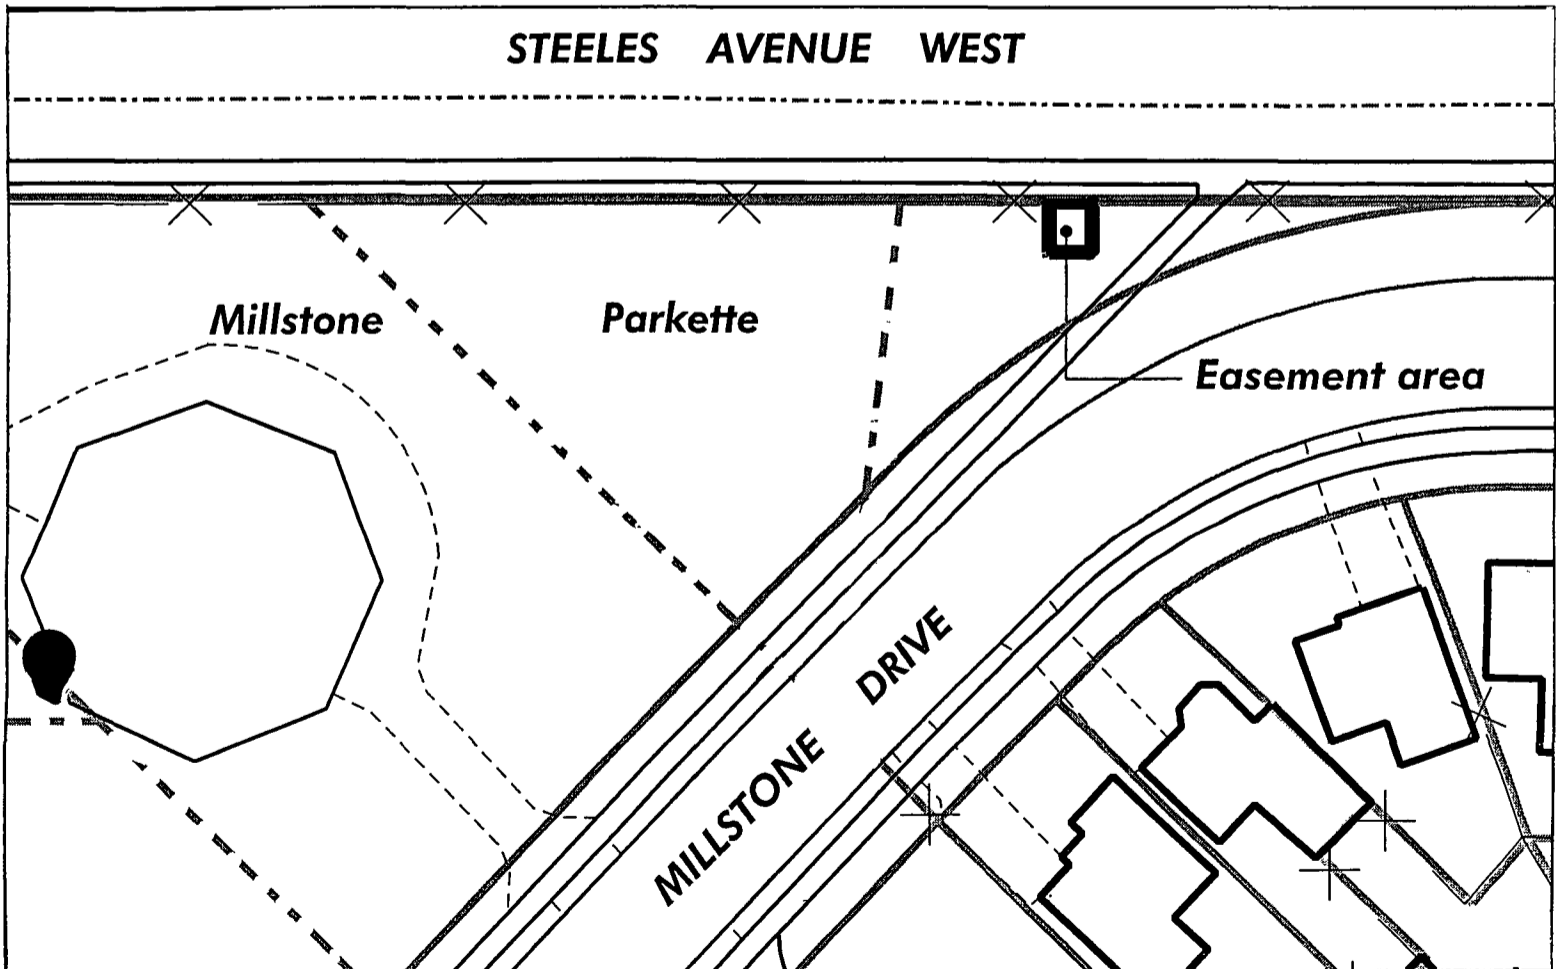 STEELES AVENUE WEST
Millstone Parkette
Easement area
MILLSTONE DRIVE